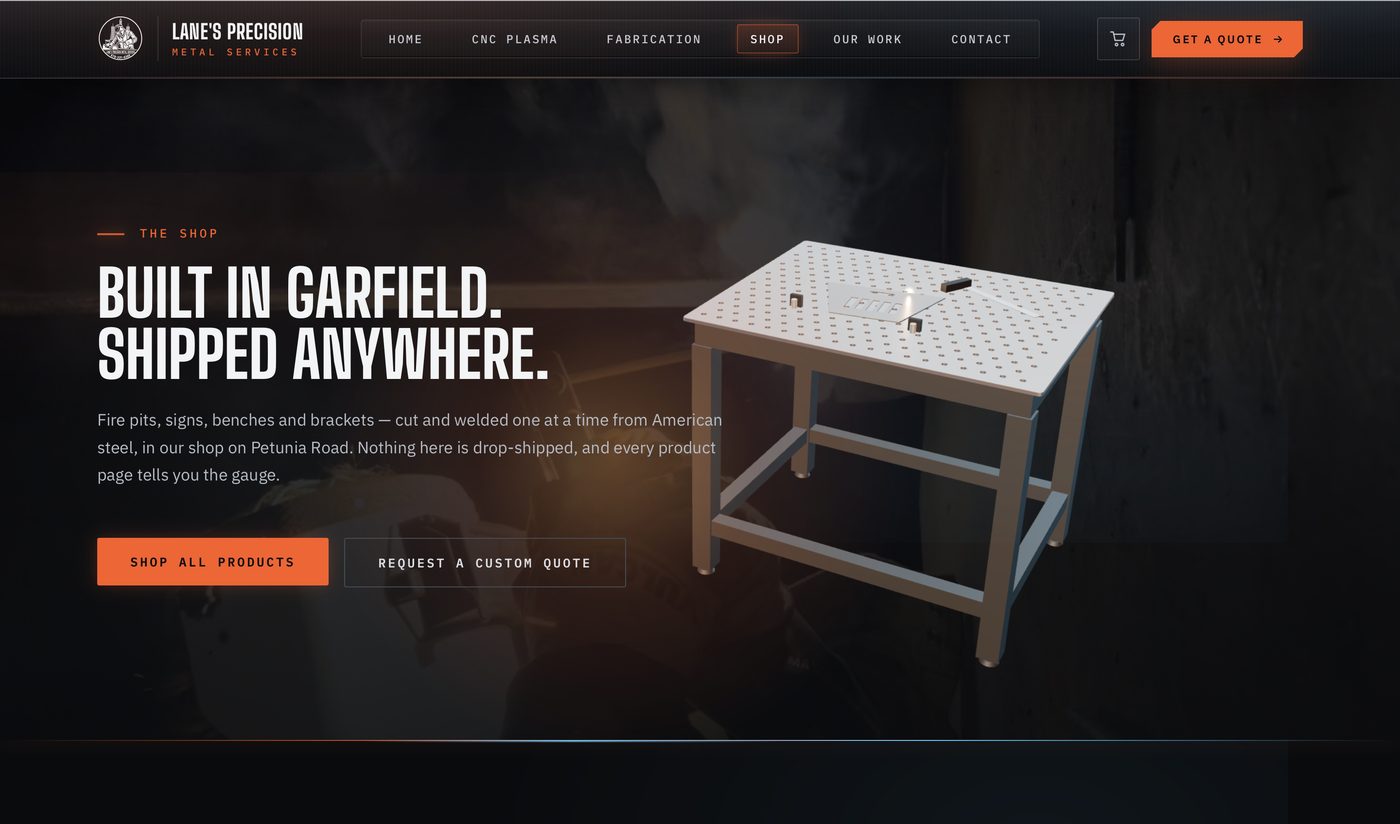 LANE'S PRECISION
METAL SERVICES
HOME
CNC PLASMA
FABRICATION
SHOP
OUR WORK
CONTACT
GET A QUOTE →
THE SHOP
BUILT IN GARFIELD.
SHIPPED ANYWHERE.
Fire pits, signs, benches and brackets — cut and welded one at a time from American
steel, in our shop on Petunia Road. Nothing here is drop-shipped, and every product
page tells you the gauge.
SHOP ALL PRODUCTS
REQUEST A CUSTOM QUOTE